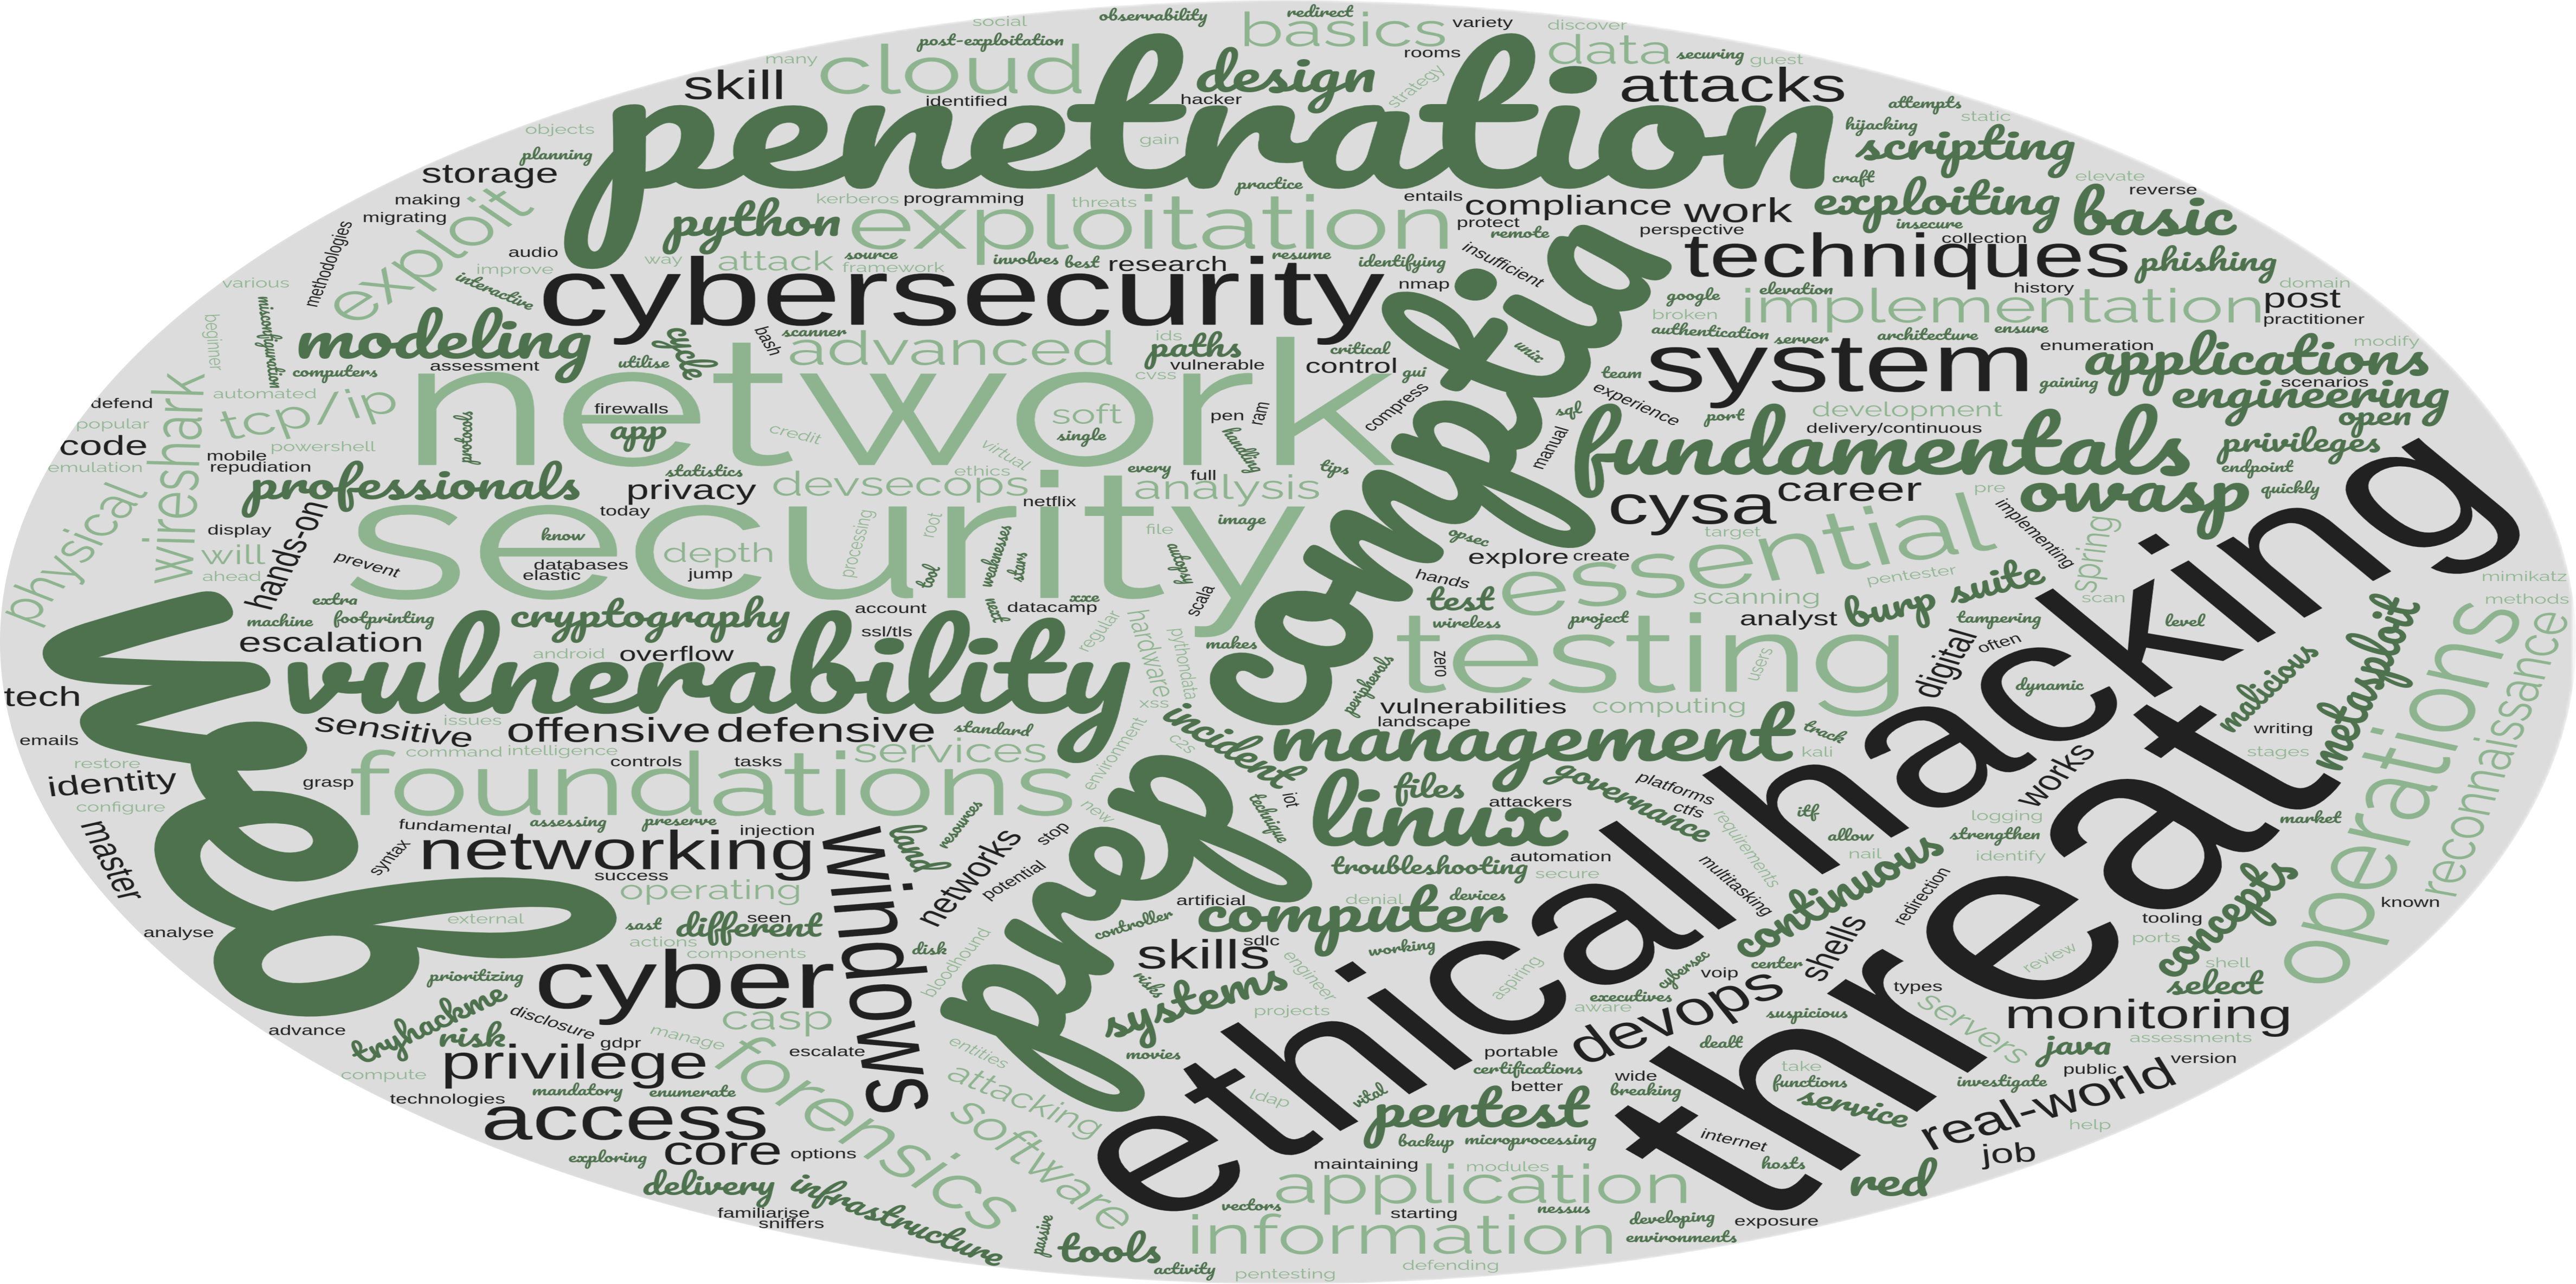 social
observability
redirect
basics
variety
discover
post-exploitation
many
cloud
design
rooms
data
securing
guest
skill
identified
hacker
strategy
attacks
penetration
gain
attempts
hijacking
static
objects
planning
storage
scripting
craft
elevate
reverse
making
migrating
exploit
methodologies
kerberos
programming
practice
threats
entails
compliance
work
exploiting
basic
python
exploitation
protect
remote
perspective
insecure
collection
audio
improve
interactive
way
attack
source
framework
involves
best
research
resume
identifying
insufficient
techniques
phishing
various
misconfiguration
beginner
cybersecurity
nmap
comptia
google
elevation
history
domain
broken
implementation
post
practitioner
modeling
cycle
bash
scanner
advanced
ids
paths
critical
unix
authentication
server
architecture
ensure
modify
computers
assessment
utilise
cvss
vulnerable
control
gui
team
system
enumeration
applications
gaining
scenarios
engineering
defend
popular
automated
tcp/ip
wireshark
network
firewalls
app
protocols
credit
soft
single
pen
ram
handling
compress
sql
experience
port
development
delivery/continuous
open
code
emulation
mobile
repudiation
powershell
virtual
tips
manual
fundamentals
privileges
endpoint
professionals
statistics
privacy
devsecops
ethics
every
full
analysis
cysa
career
pre
owasp
quickly
physical
hands-on
today
netflix
security
know
processing
root
file
image
opsec
target
implementing
spring
display
will
ahead
prevent
databases
elastic
depth
jump
tool
weaknesses
stars
autopsy
explore
create
essential
pentester
hacking
mimikatz
methods
extra
machine
footprinting
cryptography
account
next
datacamp
xxe
scala
hands
test
wireless
scanning
project
analyst
burp suite
tampering
scan
level
escalation
android
overflow
ssl/tls
regular
hardware
pythondata
makes
testing
zero
users
digital
often
dynamic
malicious
metasploit
operations
reconnaissance
web
tech
vulnerability
xss
peripherals
vulnerabilities
landscape
computing
emails
restore
identity
configure
master
sensitive
issues
offensive
defensive
standard
command
intelligence
controls
tasks
services
environment
c2s
incident
management
track
kali
works
writing
stages
grasp
foundations
new
iot
technique
files
governance
platforms
attackers
ctfs
requirements
itf
allow
logging
strengthen
market
fundamental
assessing
preserve
injection
syntax
networking
success
windows
land
resources
networks
stop
potential
prep
linux
troubleshooting
automation
secure
multitasking
nail
identify
continuous
redirection
external
operating
sast
different
seen
actions
components
disk
bloodhound
controller
artificial
computer
denial
devices
working
ethical
threat
concepts
tooling
ports
shell
select
known
analyse
prioritizing
cyber
skills
sdlc
risks
systems
engineer
projects
aspiring
aware
executives
cybersec
voip
center
shells
types
review
servers
monitoring
tryhackme
risk
advance
disclosure
gdpr
manage
casp
escalate
entities
movies
devops
suspicious
dealt
java
assessments
version
privilege
compute
technologies
mandatory
enumerate
forensics
attacking
software
ldap
vital
portable
certifications
better
wide
breaking
take
functions
service
investigate
public
real-world
help
access
exploring
core
options
pentest
backup
microprocessing
internet
hosts
job
delivery
infrastructure
familiarise
sniffers
maintaining
modules
application
vectors
starting
nessus
developing
exposure
red
passive
tools
activity
information
environments
pentesting
defending